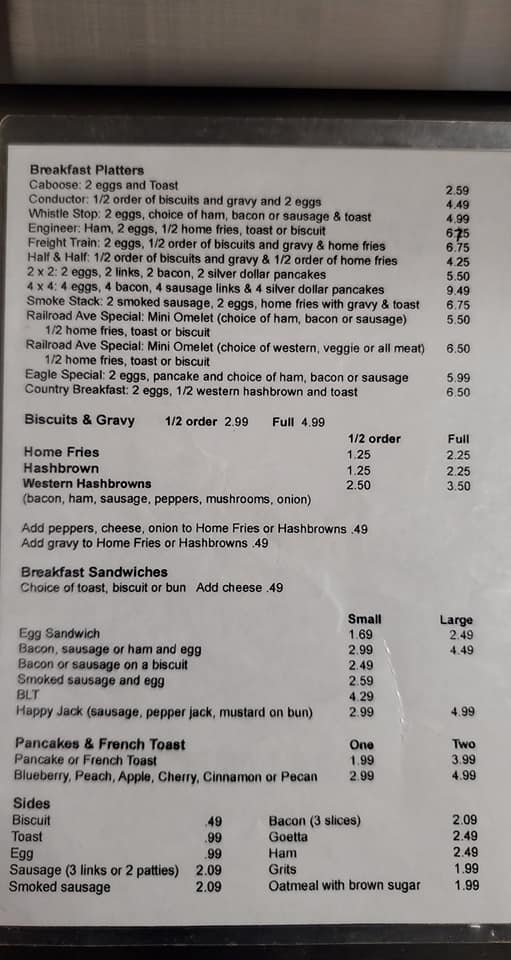 Breakfast Platters
Caboose: 2 eggs and Toast 2.59
Conductor: 1/2 order of biscuits and gravy and 2 eggs 4.49
Whistle Stop: 2 eggs, choice of ham, bacon or sausage & toast 4.99
Engineer: Ham, 2 eggs, 1/2 home fries, toast or biscuit
Freight Train: 2 eggs, 1/2 order of biscuits and gravy & home fries 6.75
Half & Half: 1/2 order of biscuits and gravy & 1/2 order of home fries 4.25
2 x 2: 2 eggs, 2 links, 2 bacon, 2 silver dollar pancakes 5.50
4 x 4: 4 eggs, 4 bacon, 4 sausage links & 4 silver dollar pancakes 9.49
Smoke Stack: 2 smoked sausage, 2 eggs, home fries with gravy & toast 6.75
Railroad Ave Special: Mini Omelet (choice of ham, bacon or sausage) 5.50
1/2 home fries, toast or biscuit
Railroad Ave Special: Mini Omelet (choice of western, veggie or all meat) 6.50
1/2 home fries, toast or biscuit
Eagle Special: 2 eggs, pancake and choice of ham, bacon or sausage 5.99
Country Breakfast: 2 eggs, 1/2 western hashbrown and toast 6.50
Biscuits & Gravy 1/2 order 2.99 Full 4.99
1/2 order Full
Home Fries 1.25 2.25
Hashbrown 1.25 2.25
Western Hashbrowns 2.50 3.50
(bacon, ham, sausage, peppers, mushrooms, onion)
Add peppers, cheese, onion to Home Fries or Hashbrowns .49
Add gravy to Home Fries or Hashbrowns .49
Breakfast Sandwiches
Choice of toast, biscuit or bun Add cheese .49
Small Large
Egg Sandwich 1.69 2.49
Bacon, sausage or ham and egg 2.99 4.49
Bacon or sausage on a biscuit 2.49
Smoked sausage and egg 2.59
BLT 4.29
Happy Jack (sausage, pepper jack, mustard on bun) 2.99 4.99
Pancakes & French Toast One Two
Pancake or French Toast 1.99 3.99
Blueberry, Peach, Apple, Cherry, Cinnamon or Pecan 2.99 4.99
Sides
Biscuit .49 Bacon (3 slices) 2.09
Toast .99 Goetta 2.49
Egg .99 Ham 2.49
Sausage (3 links or 2 patties) 2.09 Grits 1.99
Smoked sausage 2.09 Oatmeal with brown sugar 1.99